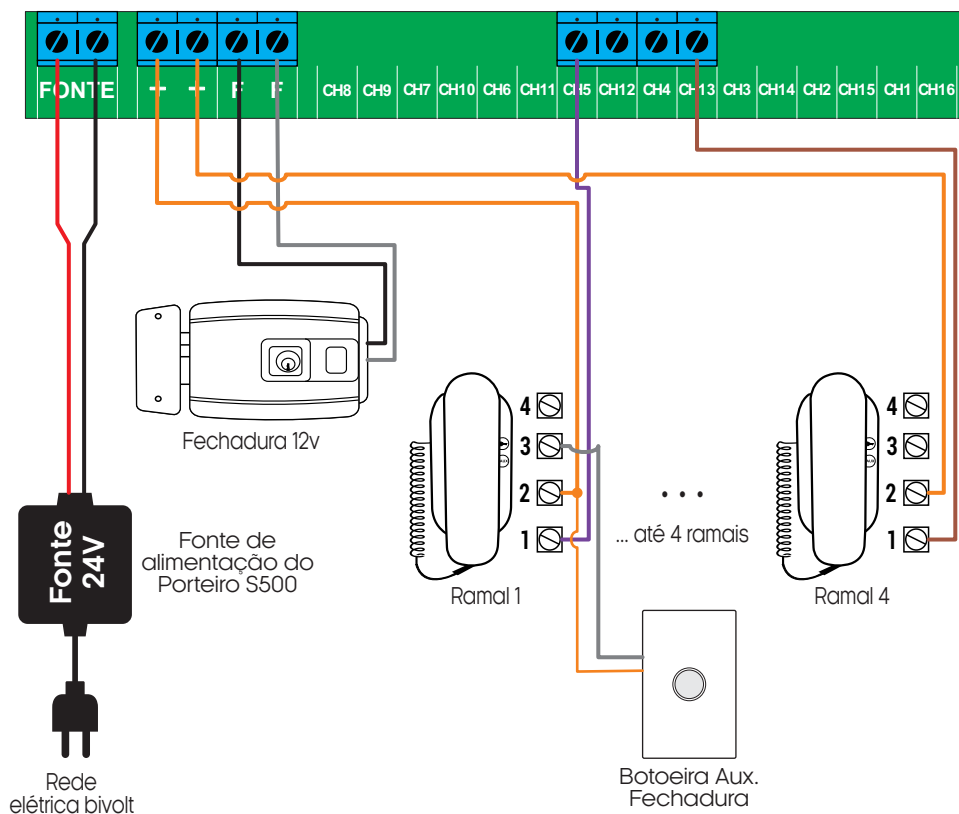 FONTE + + F F CH8 CH9 CH7 CH10 CH6 CH11 CH5 CH12 CH4 CH13 CH3 CH14 CH2 CH15 CH1 CH16
Fechadura 12v
4
3
2
1
Ramal 1
. . .
... até 4 ramais
4
3
2
1
Ramal 4
Fonte
24V
Fonte de
alimentação do
Porteiro S500
Rede
elétrica bivolt
Botoeira Aux.
Fechadura